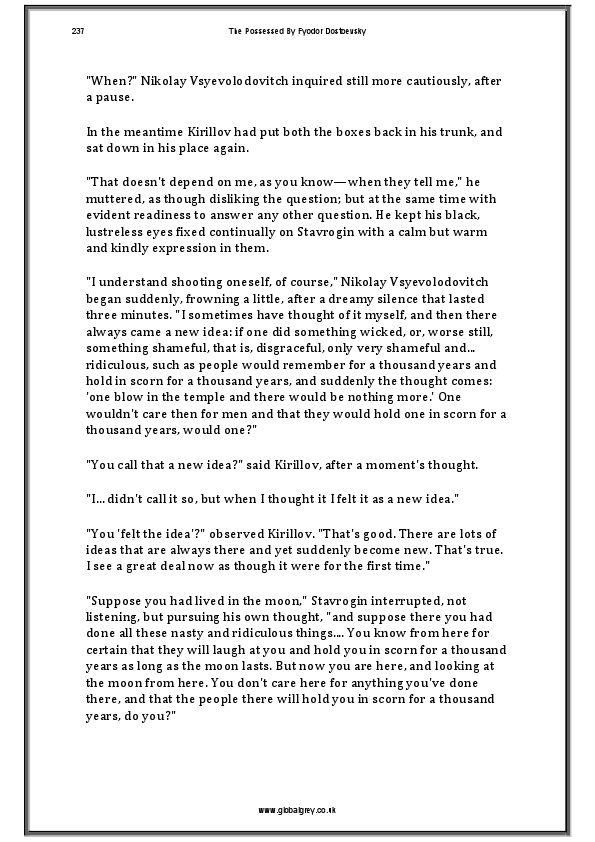 237
The Possessed By Fyodor Dostoevsky
"When?" Nikolay Vsyevolodovitch inquired still more cautiously, after
a pause.
In the meantime Kirillov had put both the boxes back in his trunk, and
sat down in his place again.
"That doesn't depend on me, as you know—when they tell me," he
muttered, as though disliking the question; but at the same time with
evident readiness to answer any other question. He kept his black,
lustreless eyes fixed continually on Stavrogin with a calm but warm
and kindly expression in them.
"I understand shooting oneself, of course," Nikolay Vsyevolodovitch
began suddenly, frowning a little, after a dreamy silence that lasted
three minutes. "I sometimes have thought of it myself, and then there
always came a new idea: if one did something wicked, or, worse still,
something shameful, that is, disgraceful, only very shameful and...
ridiculous, such as people would remember for a thousand years and
hold in scorn for a thousand years, and suddenly the thought comes:
'one blow in the temple and there would be nothing more.' One
wouldn't care then for men and that they would hold one in scorn for a
thousand years, would one?"
"You call that a new idea?" said Kirillov, after a moment's thought.
"I... didn't call it so, but when I thought it I felt it as a new idea."
"You 'felt the idea'?" observed Kirillov. "That's good. There are lots of
ideas that are always there and yet suddenly become new. That's true.
I see a great deal now as though it were for the first time."
"Suppose you had lived in the moon," Stavrogin interrupted, not
listening, but pursuing his own thought, "and suppose there you had
done all these nasty and ridiculous things.... You know from here for
certain that they will laugh at you and hold you in scorn for a thousand
years as long as the moon lasts. But now you are here, and looking at
the moon from here. You don't care here for anything you've done
there, and that the people there will hold you in scorn for a thousand
years, do you?"
www.globalgrey.co.uk